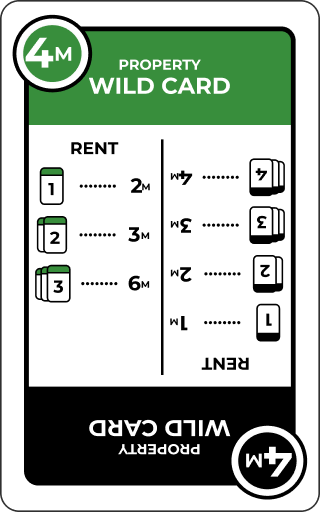 4M
PROPERTY
WILD CARD
RENT
1 ........ 2M
2 ........ 3M
3 ........ 6M
RENT
1 ........ 1M
2 ........ 2M
3 ........ 3M
4 ........ 4M
PROPERTY
WILD CARD
4M